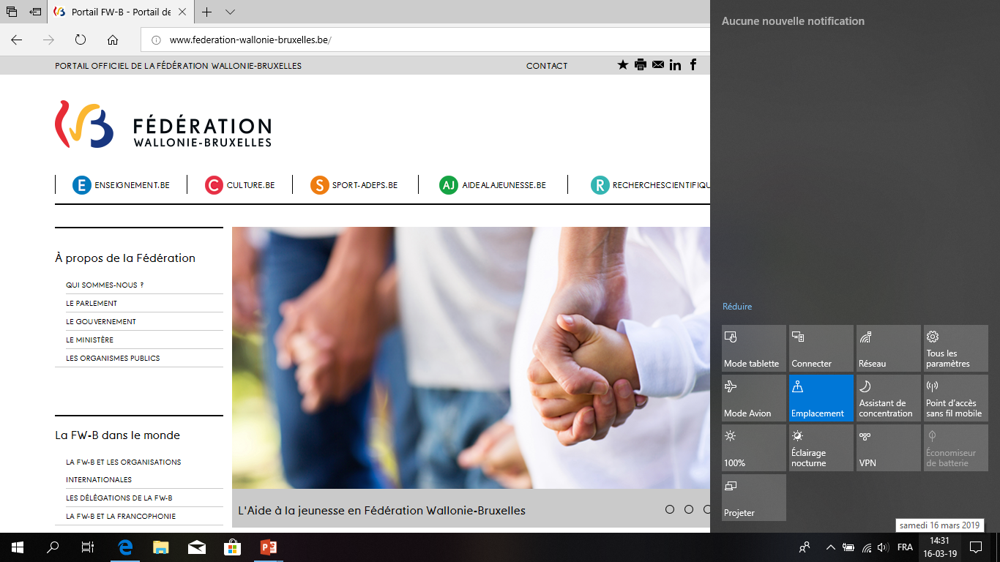 Portail FW-B - Portail de
www.federation-wallonie-bruxelles.be/
PORTAIL OFFICIEL DE LA FÉDÉRATION WALLONIE-BRUXELLES
CONTACT
FÉDÉRATION
WALLONIE-BRUXELLES
E ENSEIGNEMENT.BE
C CULTURE.BE
S SPORT-ADEPS.BE
AJ AIDEALAJEUNESSE.BE
R RECHERCHESCIENTIFIQU
À propos de la Fédération
QUI SOMMES-NOUS ?
LE PARLEMENT
LE GOUVERNEMENT
LE MINISTÈRE
LES ORGANISMES PUBLICS
La FW-B dans le monde
LA FW-B ET LES ORGANISATIONS
INTERNATIONALES
LES DÉLÉGATIONS DE LA FW-B
LA FW-B ET LA FRANCOPHONIE
L'Aide à la jeunesse en Fédération Wallonie-Bruxelles
Aucune nouvelle notification
Réduire
Mode tablette
Connecter
Réseau
Tous les
paramètres
Mode Avion
Emplacement
Assistant de
concentration
Point d'accès
sans fil mobile
100%
Éclairage
nocturne
VPN
Économiseur
de batterie
Projeter
samedi 16 mars 2019
FRA
14:31
16-03-19